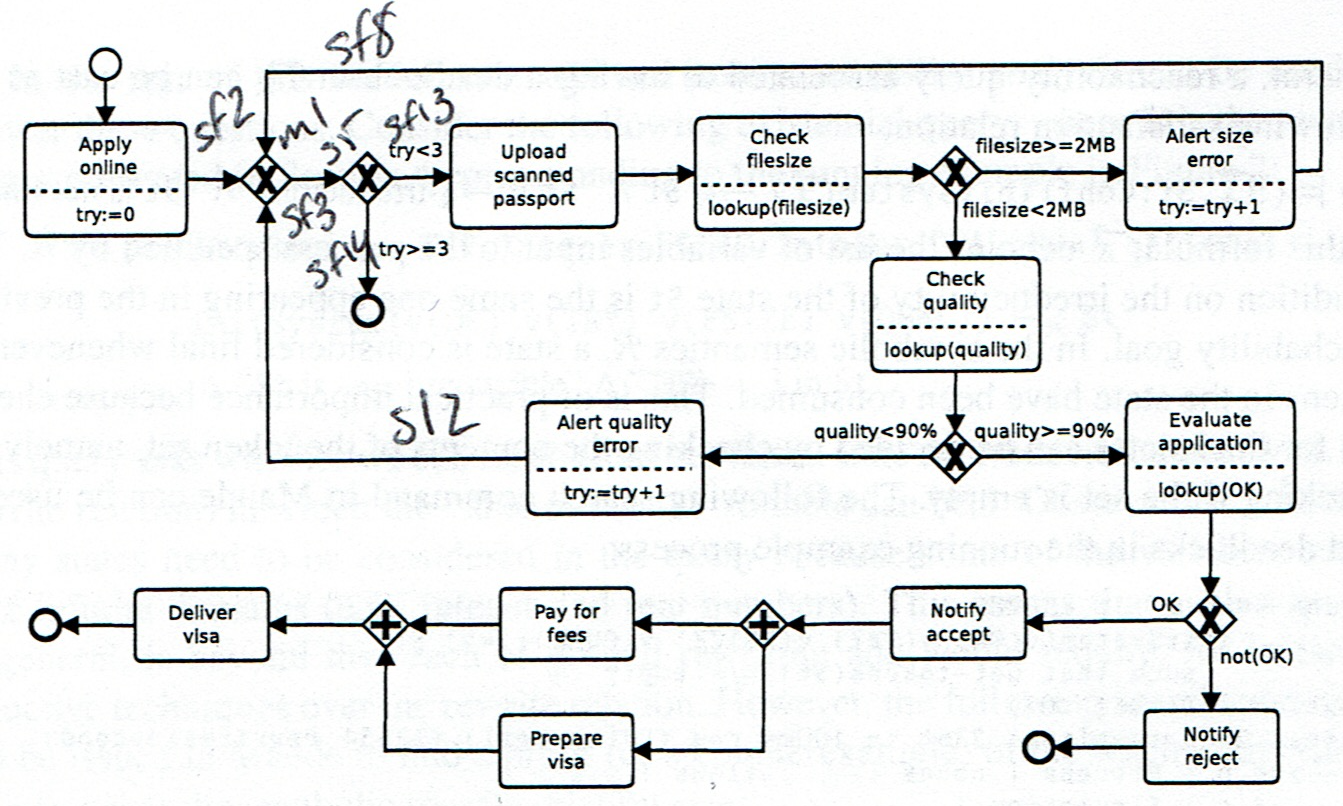 sf8
sf2
m1
sf13
try<3
Apply
online
try:=0
Upload
scanned
passport
Check
filesize
lookup(filesize)
filesize>=2MB
filesize<2MB
Alert size
error
try:=try+1
sf3
sf14
try>=3
Check
quality
lookup(quality)
s12
Alert quality
error
try:=try+1
quality<90%
quality>=90%
Evaluate
application
lookup(OK)
Deliver
visa
Pay for
fees
Notify
accept
OK
not(OK)
Prepare
visa
Notify
reject